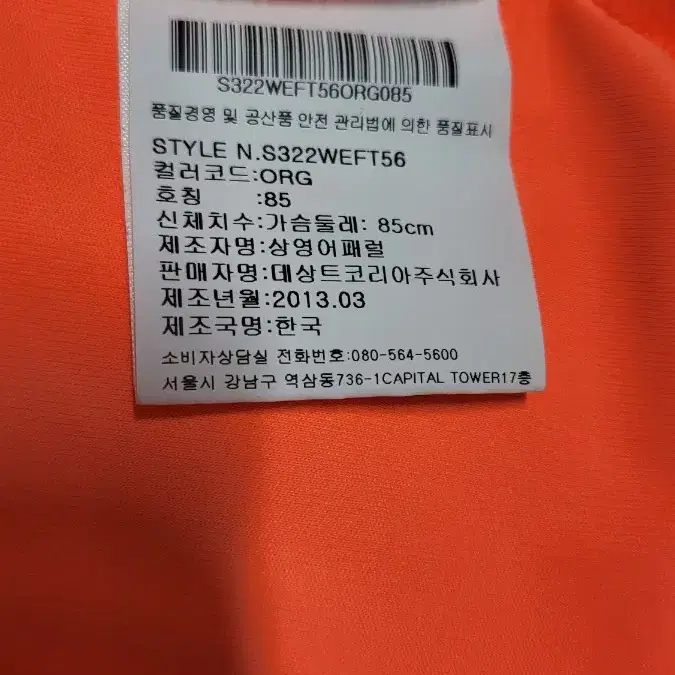 S322WEFT56ORG085
품질경영 및 공산품 안전 관리법에 의한 품질표시
STYLE N.S322WEFT56
컬러코드:ORG
호칭 :85
신체치수:가슴둘레: 85cm
제조자명:상영어패럴
판매자명:데상트코리아주식회사
제조년월:2013.03
제조국명:한국
소비자상담실 전화번호:080-564-5600
서울시 강남구 역삼동736-1CAPITAL TOWER17층